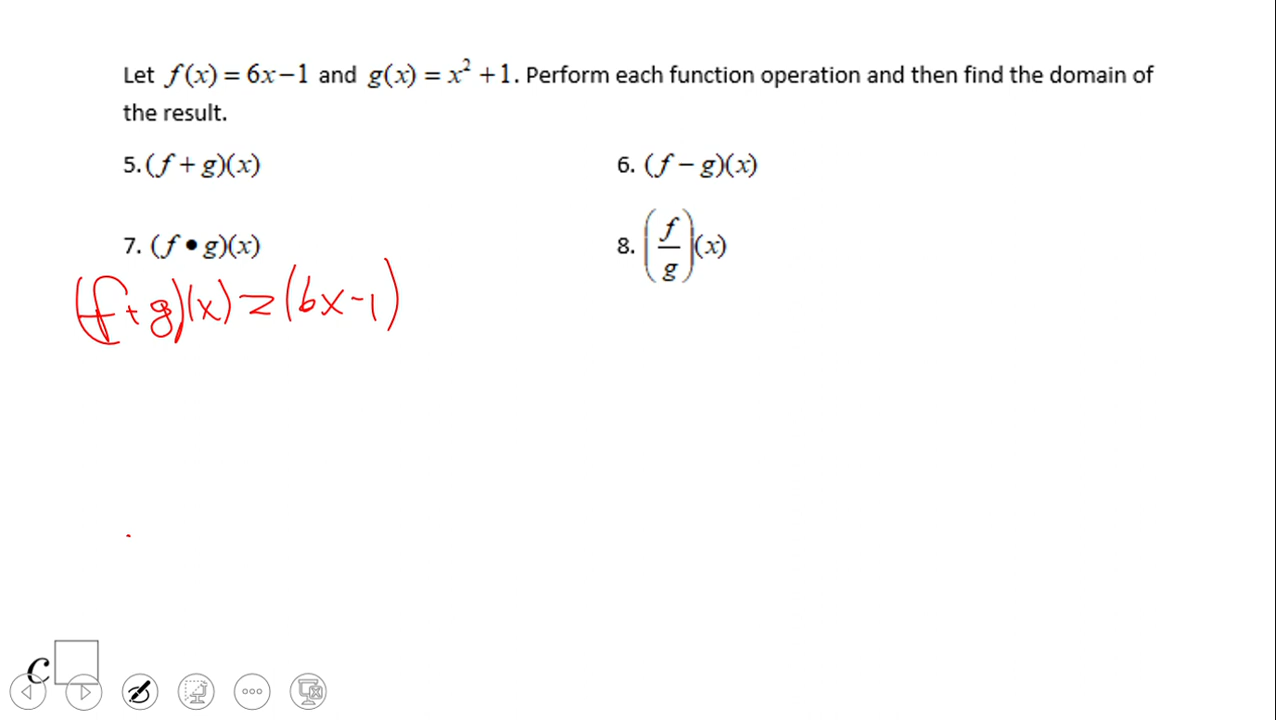 Let f(x) = 6x−1 and g(x) = x² +1. Perform each function operation and then find the domain of
the result.
5. (f + g)(x)
6. (f − g)(x)
7. (f • g)(x)
8. (f/g)(x)
(f+g)(x) = (6x-1)
C